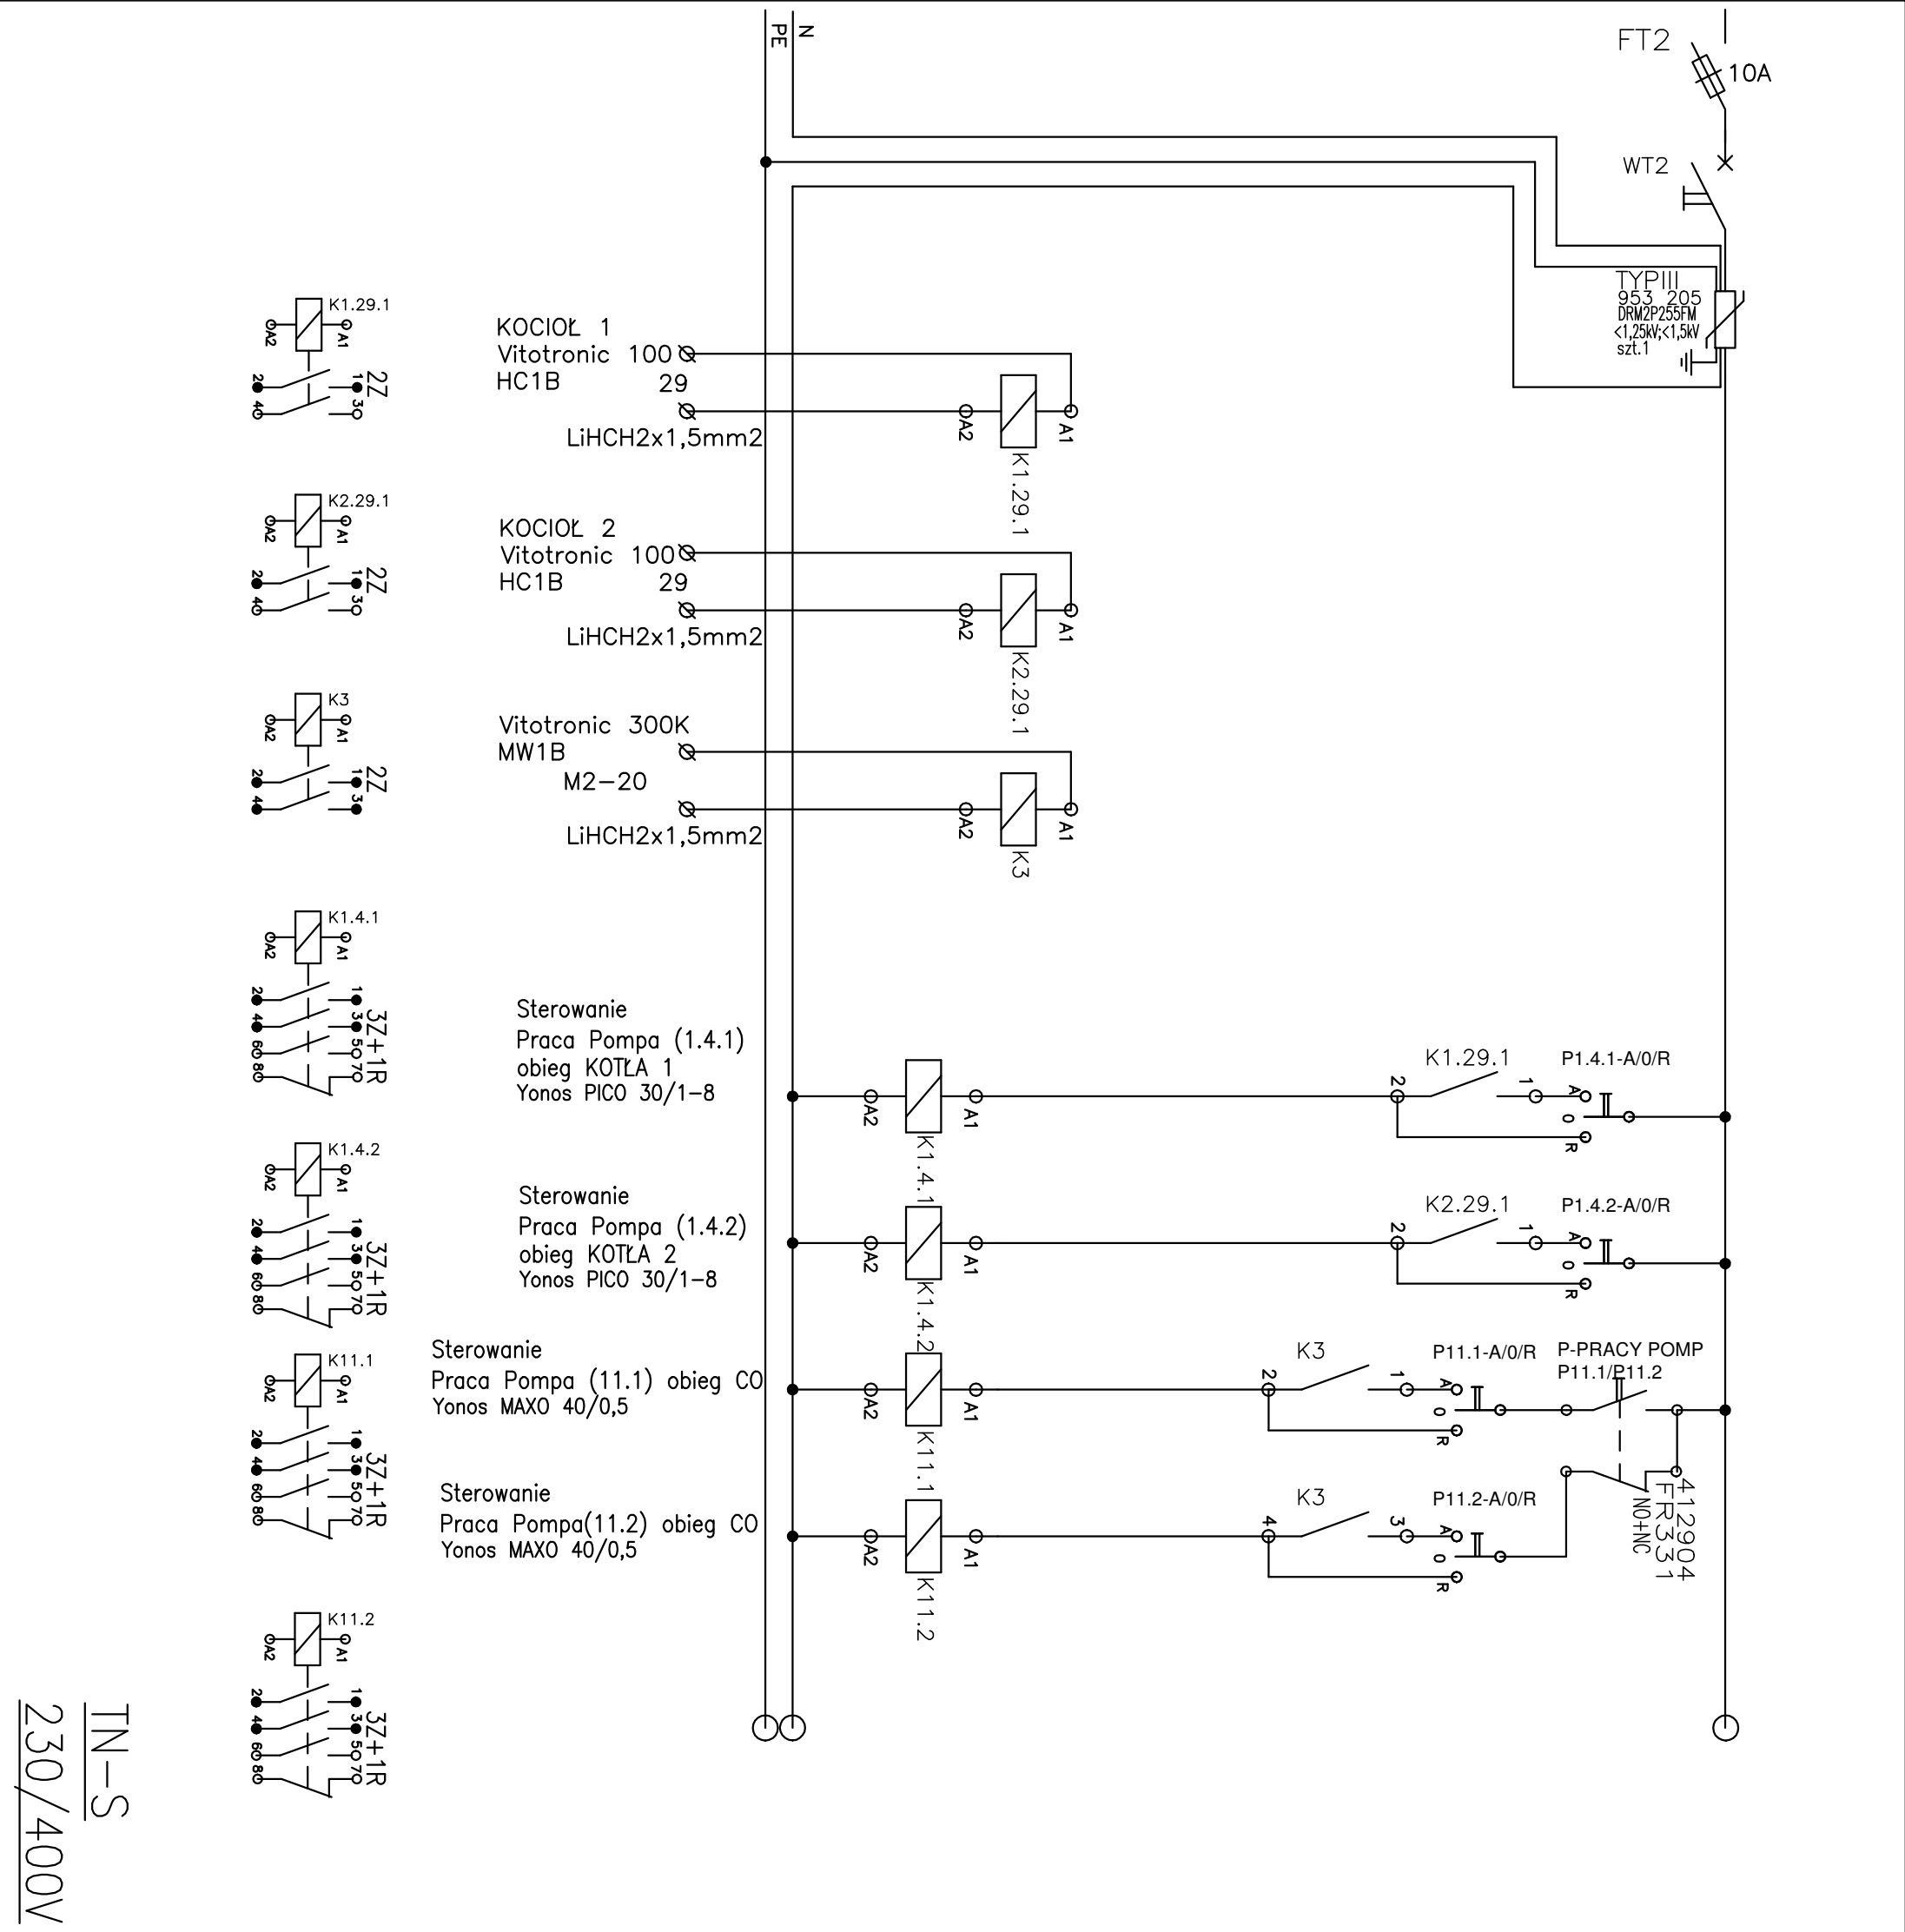 N
PE
FT2
10A
WT2
TYPIII
953 205
DRM2P255FM
<1,25kV;<1,5kV
szt.1
K1.29.1
A2
A1
2Z
2
1
4
3
KOCIOŁ 1
Vitotronic 100
HC1B 29
LiHCH2x1,5mm2
A2
A1
K1.29.1
K2.29.1
A2
A1
2Z
2
1
4
3
KOCIOŁ 2
Vitotronic 100
HC1B 29
LiHCH2x1,5mm2
A2
A1
K2.29.1
K3
A2
A1
2Z
2
1
4
3
Vitotronic 300K
MW1B
M2-20
LiHCH2x1,5mm2
A2
A1
K3
K1.4.1
A2
A1
3Z+1R
2
1
4
3
6
5
8
7
Sterowanie
Praca Pompa (1.4.1)
obieg KOTŁA 1
Yonos PICO 30/1-8
A2
A1
K1.4.1
K1.29.1
2
1
P1.4.1-A/0/R
A
0
R
K1.4.2
A2
A1
3Z+1R
2
1
4
3
6
5
8
7
Sterowanie
Praca Pompa (1.4.2)
obieg KOTŁA 2
Yonos PICO 30/1-8
A2
A1
K1.4.2
K2.29.1
2
1
P1.4.2-A/0/R
A
0
R
K11.1
A2
A1
3Z+1R
2
1
4
3
6
5
8
7
Sterowanie
Praca Pompa (11.1) obieg CO
Yonos MAXO 40/0,5
A2
A1
K11.1
K3
2
1
P11.1-A/0/R
A
0
R
P-PRACY POMP
P11.1/P11.2
412904
FR331
NO+NC
Sterowanie
Praca Pompa(11.2) obieg CO
Yonos MAXO 40/0,5
A2
A1
K11.2
K3
4
3
P11.2-A/0/R
A
0
R
K11.2
A2
A1
3Z+1R
2
1
4
3
6
5
8
7
TN-S
230/400V